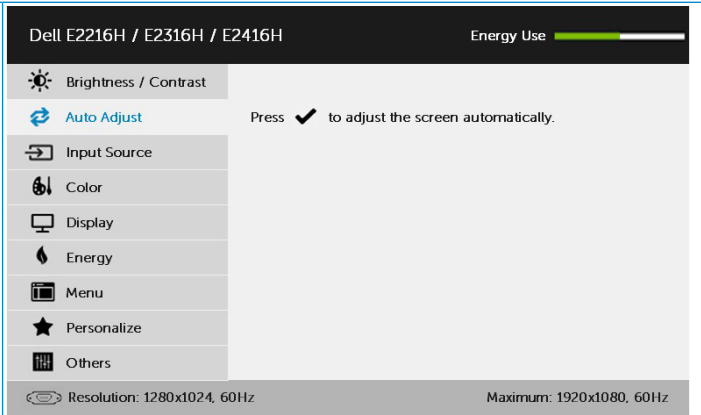 Dell E2216H / E2316H / E2416H
Energy Use
Brightness / Contrast
Auto Adjust
Press ✔ to adjust the screen automatically.
Input Source
Color
Display
Energy
Menu
Personalize
Others
Resolution: 1280x1024, 60Hz
Maximum: 1920x1080, 60Hz